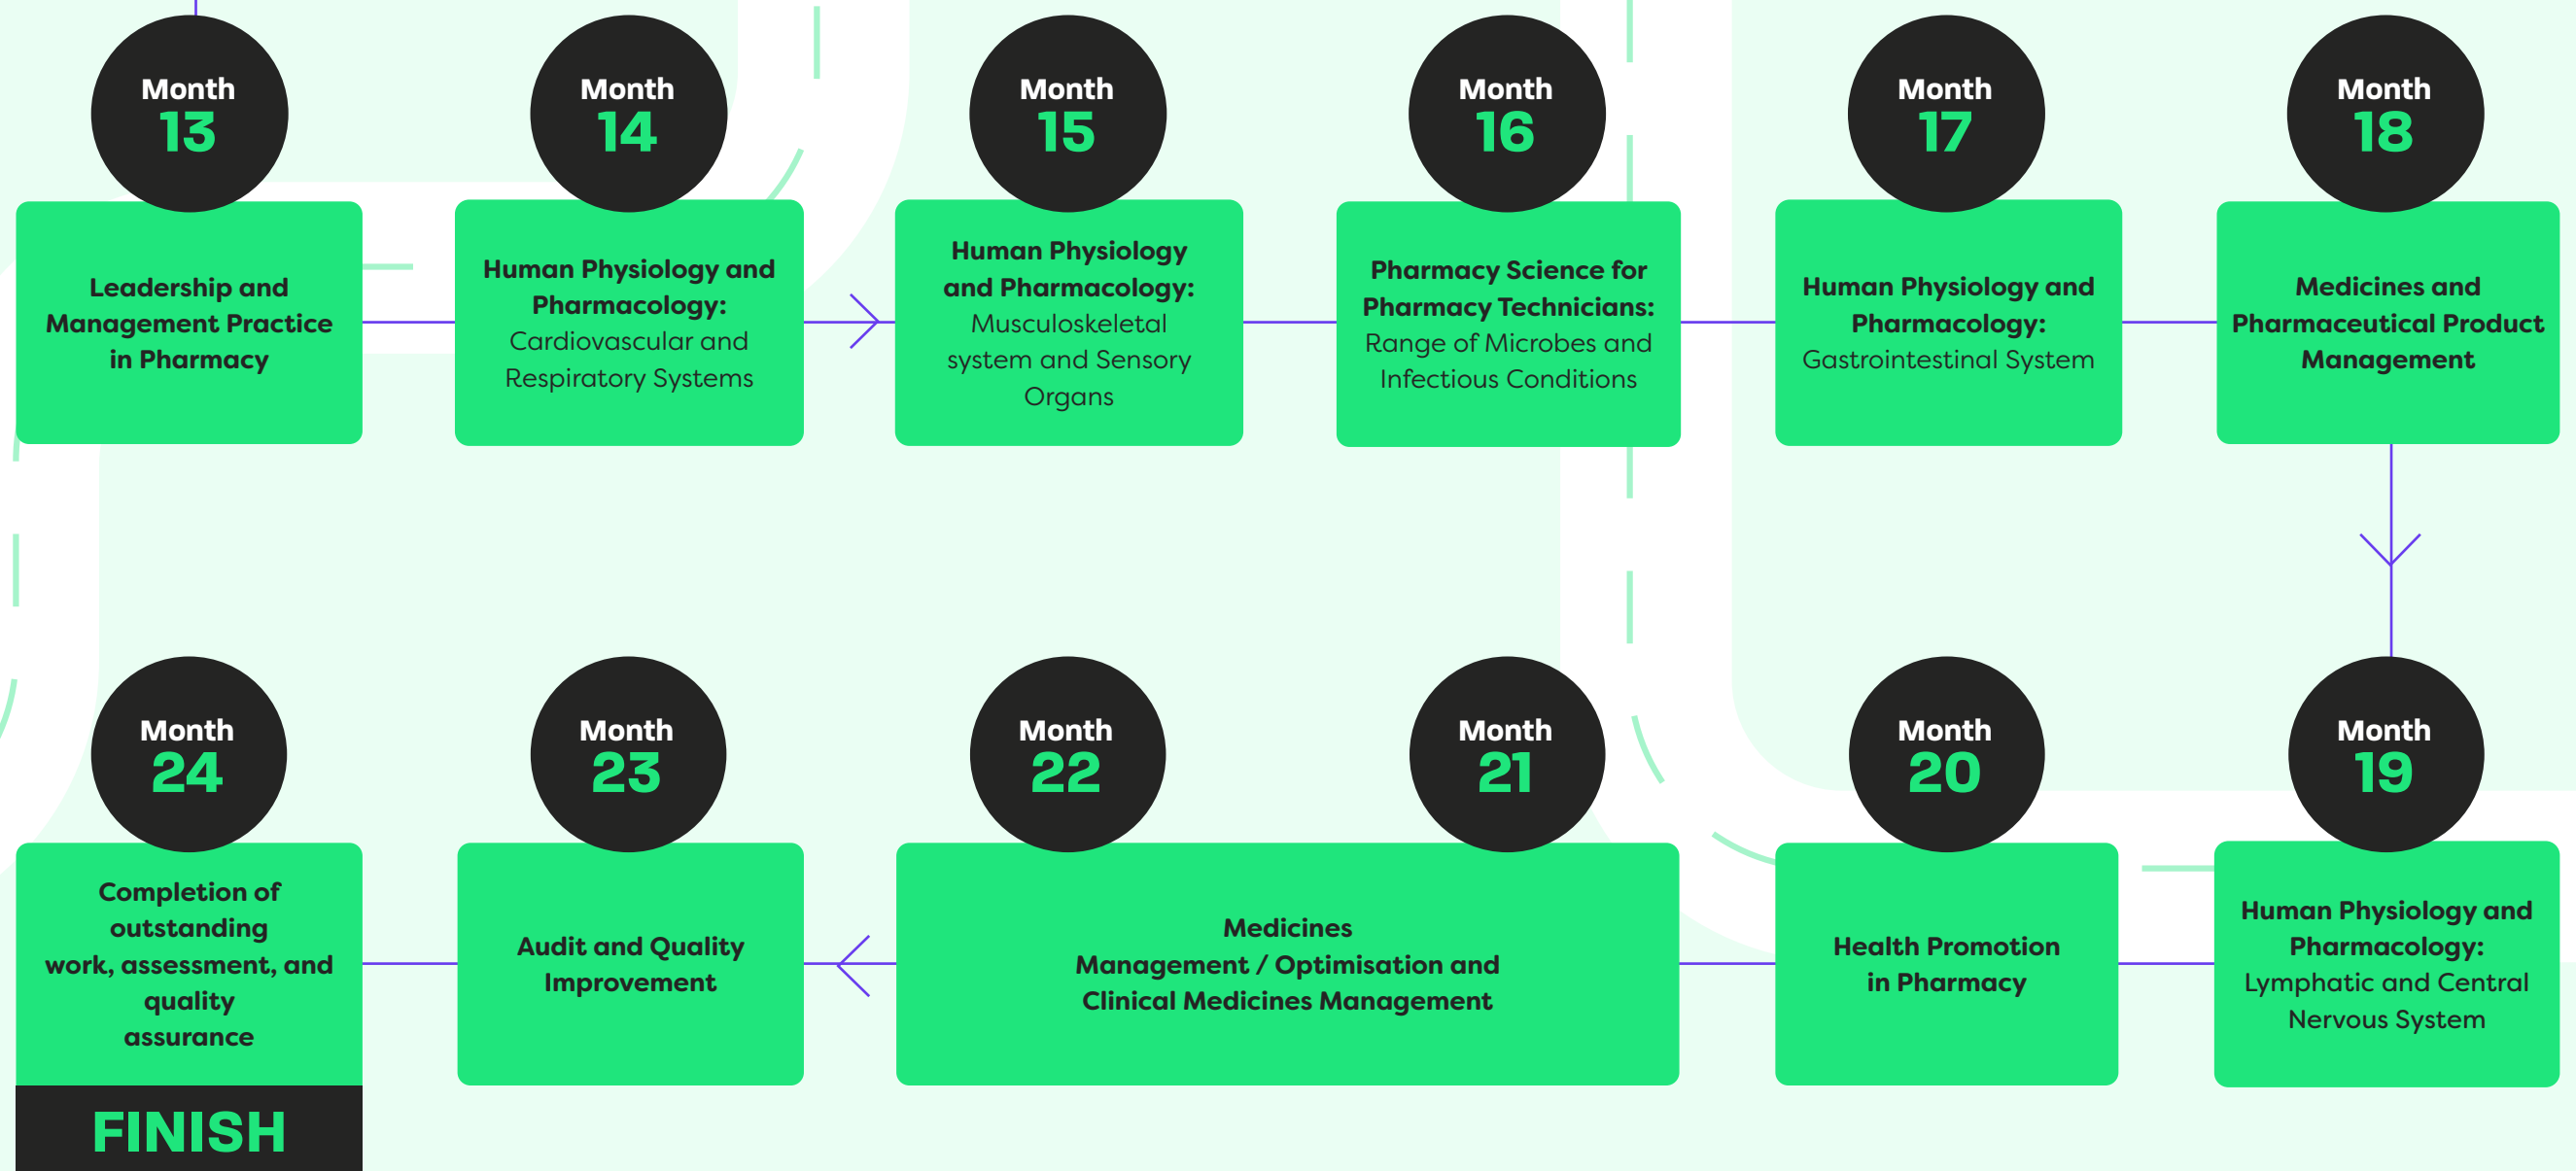 Month
13
Leadership and
Management Practice
in Pharmacy
Month
14
Human Physiology and
Pharmacology:
Cardiovascular and
Respiratory Systems
Month
15
Human Physiology
and Pharmacology:
Musculoskeletal
system and Sensory
Organs
Month
16
Pharmacy Science for
Pharmacy Technicians:
Range of Microbes and
Infectious Conditions
Month
17
Human Physiology and
Pharmacology:
Gastrointestinal System
Month
18
Medicines and
Pharmaceutical Product
Management
Month
19
Human Physiology and
Pharmacology:
Lymphatic and Central
Nervous System
Month
20
Health Promotion
in Pharmacy
Month
21
Month
22
Medicines
Management / Optimisation and
Clinical Medicines Management
Month
23
Audit and Quality
Improvement
Month
24
Completion of
outstanding
work, assessment, and
quality
assurance
FINISH